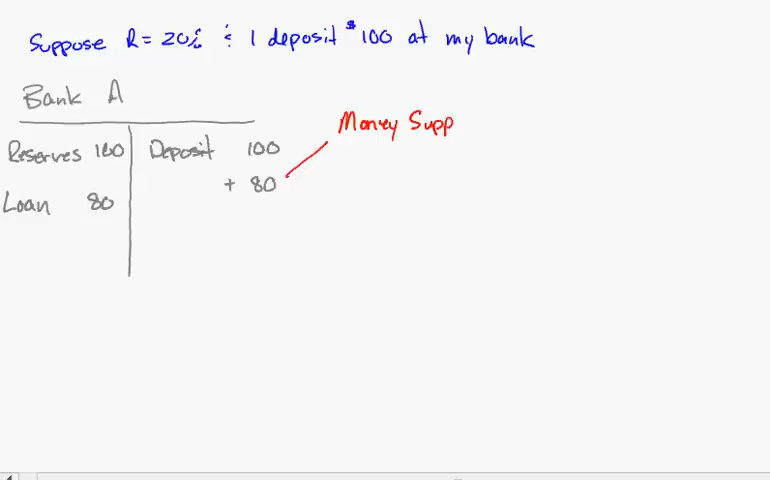 Suppose R = 20% & I deposit $100 at my bank
Bank A
Reserves 100 Deposit 100
+ 80
Loan 80
Money Supp